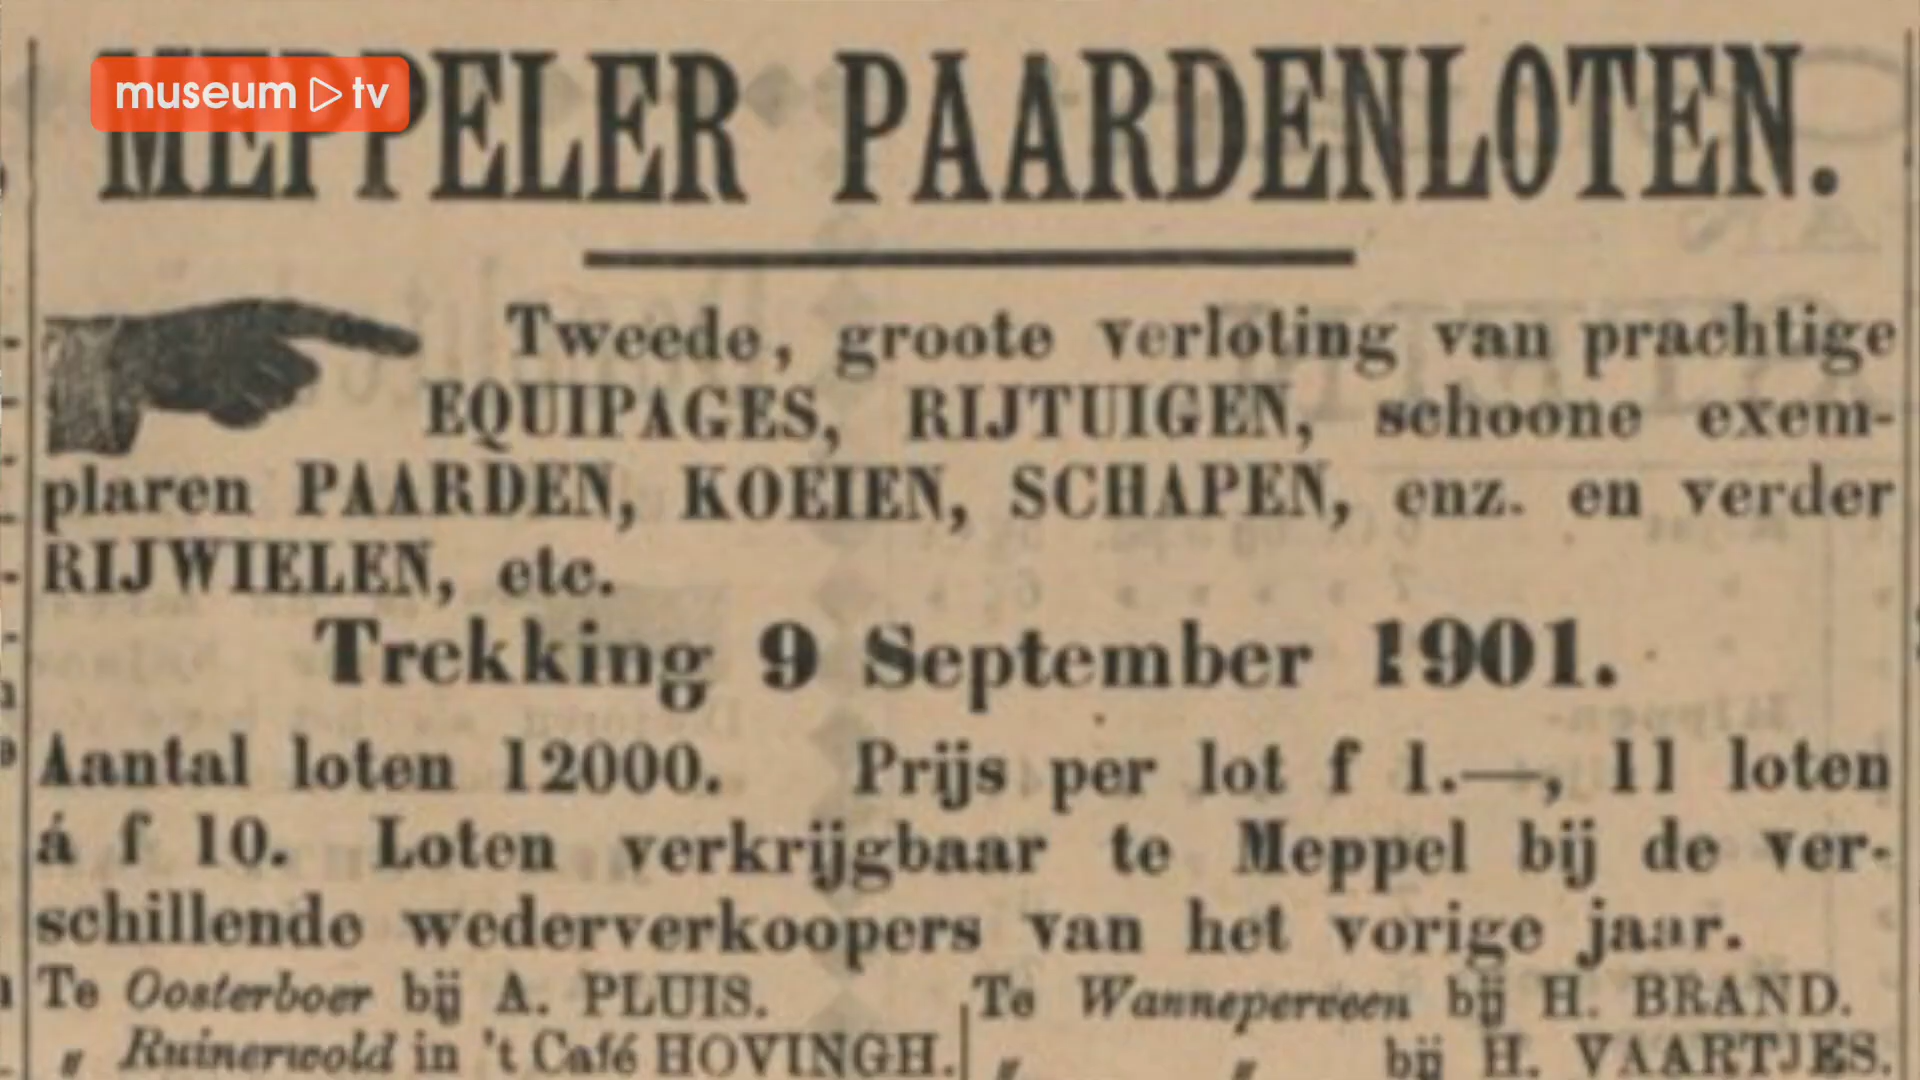 museum tv
MEPPELER PAARDENLOTEN.
Tweede, groote verloting van prachtige
EQUIPAGES, RIJTUIGEN, schoone exem-
plaren PAARDEN, KOEIEN, SCHAPEN, enz. en verder
RIJWIELEN, etc.
Trekking 9 September 1901.
Aantal loten 12000. Prijs per lot f 1.—, 11 loten
á f 10. Loten verkrijgbaar te Meppel bij de ver-
schillende wederverkoopers van het vorige jaar.
Te Oosterboer bij A. PLUIS.
„ Ruinerwold in 't Café HOVINGH.
Te Wanneperveen bij H. BRAND.
„ „ bij H. VAARTJES.